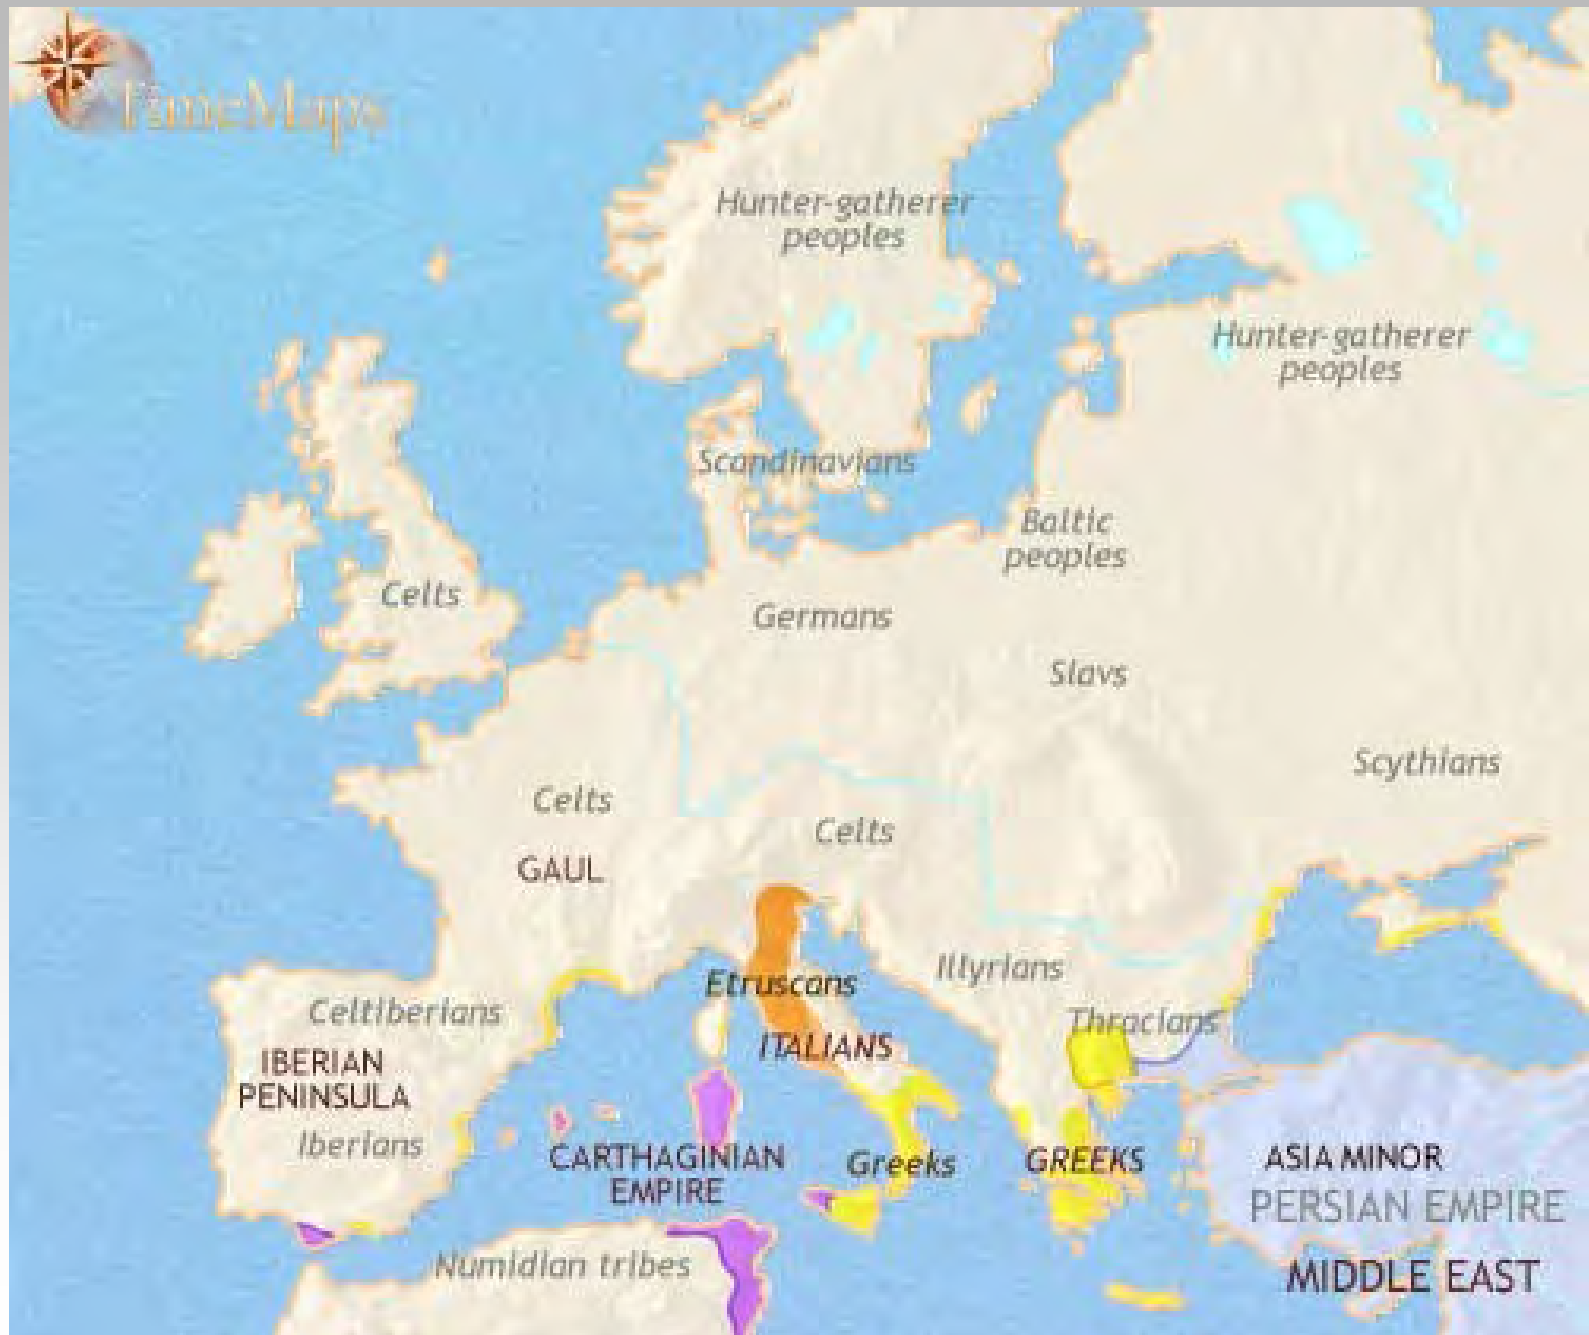 TimeMaps
Hunter-gatherer
peoples
Hunter-gatherer
peoples
Scandinavians
Baltic
peoples
Celts
Germans
Slavs
Scythians
Celts
Celts
GAUL
Illyrians
Etruscans
Celtiberians
Thracians
ITALIANS
IBERIAN
PENINSULA
Iberians
CARTHAGINIAN
EMPIRE
Greeks
GREEKS
ASIA MINOR
PERSIAN EMPIRE
Numidian tribes
MIDDLE EAST